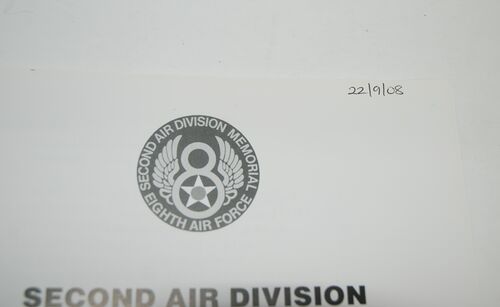 22/9/08
SECOND AIR DIVISION MEMORIAL
8
EIGHTH AIR FORCE
SECOND AIR DIVISION